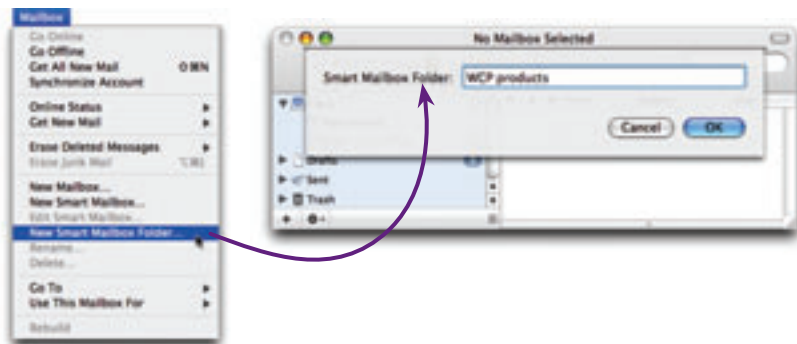 Mailbox
Go Online
Go Offline
Get All New Mail
Synchronize Account
Online Status
Get New Mail
Erase Deleted Messages
Erase Junk Mail
New Mailbox...
New Smart Mailbox...
Edit Smart Mailbox...
New Smart Mailbox Folder...
Rename...
Delete...
Go To
Use This Mailbox For
Rebuild
No Mailbox Selected
Smart Mailbox Folder: WCP products
Cancel OK
Drafts
Sent
Trash